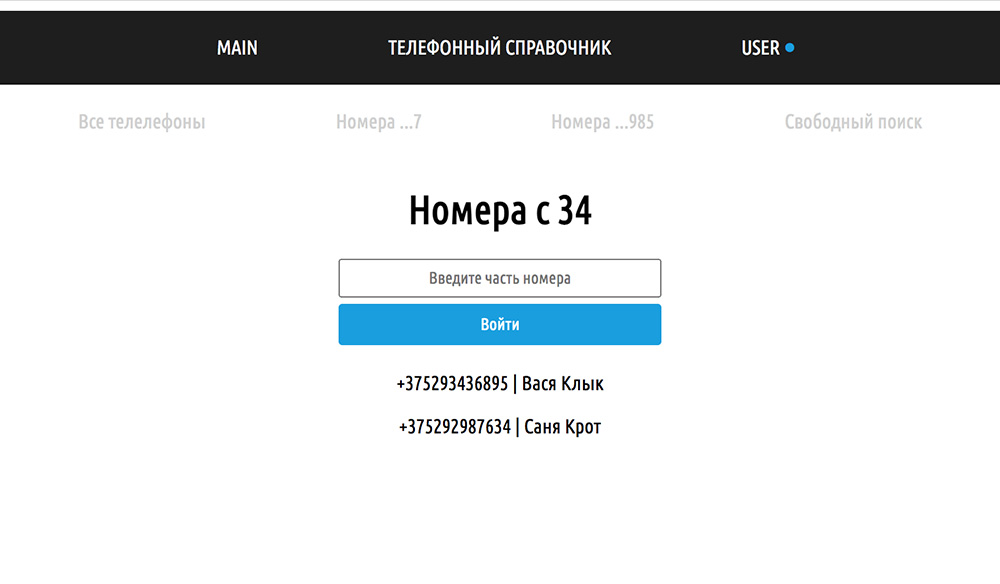 MAIN ТЕЛЕФОННЫЙ СПРАВОЧНИК USER
Все телелефоны Номера ...7 Номера ...985 Свободный поиск
Номера с 34
Введите часть номера
Войти
+375293436895 | Вася Клык
+375292987634 | Саня Крот